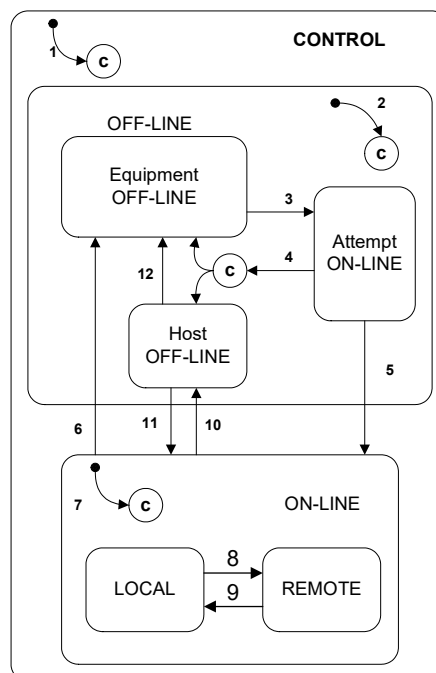 CONTROL
1
c
OFF-LINE
2
c
Equipment
OFF-LINE
3
Attempt
ON-LINE
12
c
4
Host
OFF-LINE
5
6
11
10
7
c
ON-LINE
8
LOCAL
REMOTE
9